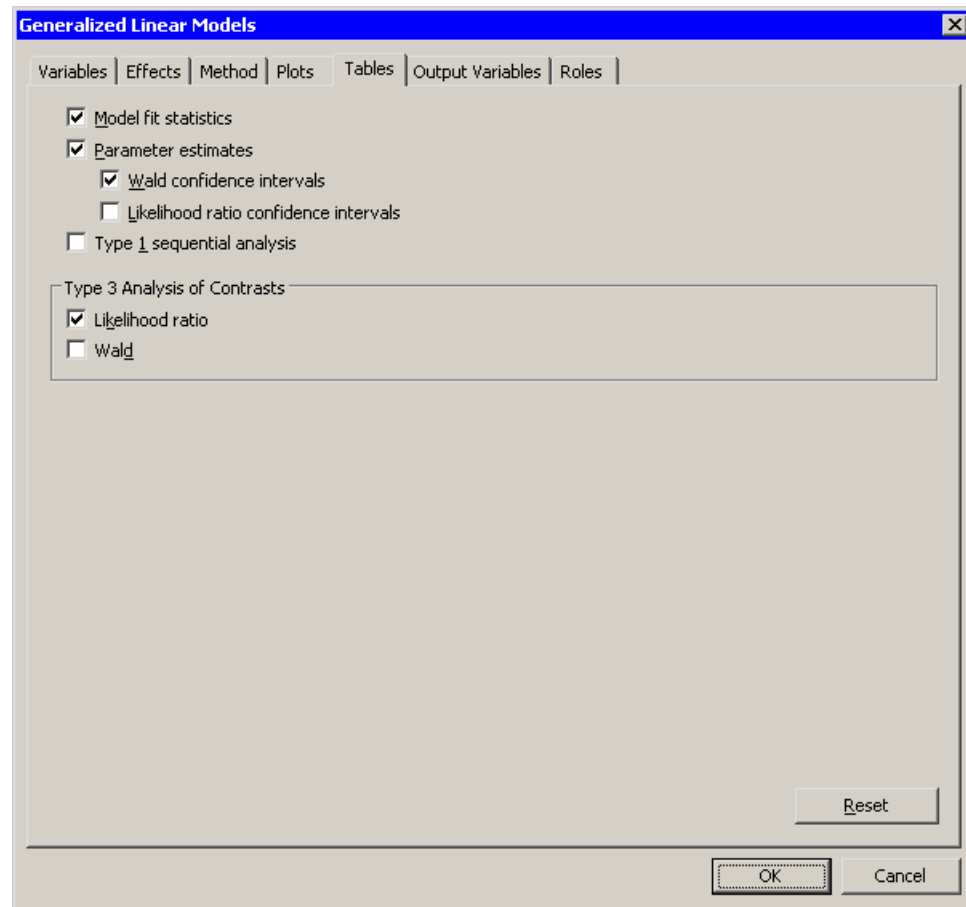 Generalized Linear Models
Variables Effects Method Plots Tables Output Variables Roles
Model fit statistics
Parameter estimates
Wald confidence intervals
Likelihood ratio confidence intervals
Type 1 sequential analysis
Type 3 Analysis of Contrasts
Likelihood ratio
Wald
Reset
OK Cancel